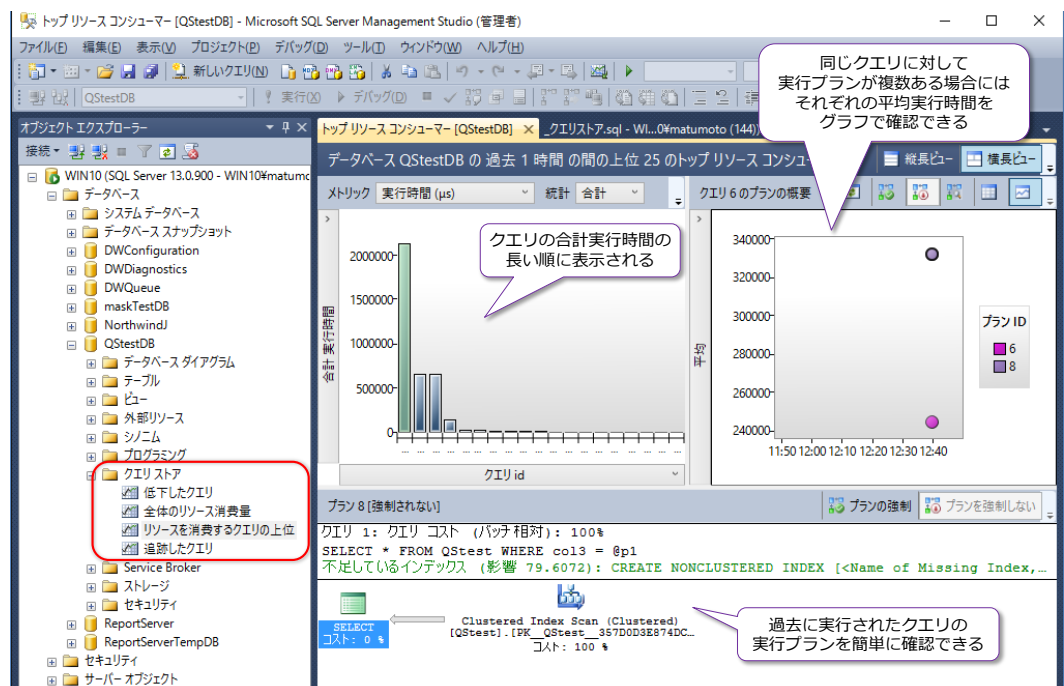 トップ リソース コンシューマー [QStestDB] - Microsoft SQL Server Management Studio (管理者)
ファイル(F) 編集(E) 表示(V) プロジェクト(P) デバッグ(D) ツール(T) ウィンドウ(W) ヘルプ(H)
新しいクエリ(N)
QStestDB
実行(X) デバッグ(D)
同じクエリに対して
実行プランが複数ある場合には
それぞれの平均実行時間を
グラフで確認できる
オブジェクト エクスプローラー
接続
WIN10 (SQL Server 13.0.900 - WIN10¥matumc
データベース
システム データベース
データベース スナップショット
DWConfiguration
DWDiagnostics
DWQueue
maskTestDB
NorthwindJ
QStestDB
データベース ダイアグラム
テーブル
ビュー
外部リソース
シノニム
プログラミング
クエリ ストア
低下したクエリ
全体のリソース消費量
リソースを消費するクエリの上位
追跡したクエリ
Service Broker
ストレージ
セキュリティ
ReportServer
ReportServerTempDB
セキュリティ
サーバー オブジェクト
トップ リソース コンシューマー [QStestDB]
_クエリストア.sql - WI...0¥matumoto (144))
データベース QStestDB の 過去 1 時間 の間の上位 25 のトップ リソース コンシュ
縦長ビュー 横長ビュー
メトリック 実行時間 (μs) 統計 合計
クエリの合計実行時間の
長い順に表示される
合計 実行時間
2000000
1500000
1000000
500000
0
... ... ... ... ... ... ... ... ... ... ... ... ... ... ... ... ...
クエリ id
クエリ 6 のプランの概要
平均
340000
320000
300000
280000
260000
240000
11:50 12:00 12:10 12:20 12:30 12:40
プラン ID
6
8
プラン 8 [強制されない]
プランの強制 プランを強制しない
クエリ 1: クエリ コスト (バッチ相対): 100%
SELECT * FROM QStest WHERE col3 = @p1
不足しているインデックス (影響 79.6072): CREATE NONCLUSTERED INDEX [<Name of Missing Index,…
SELECT
コスト: 0 %
Clustered Index Scan (Clustered)
[QStest].[PK__QStest__357D0D3E874DC…
コスト: 100 %
過去に実行されたクエリの
実行プランを簡単に確認できる